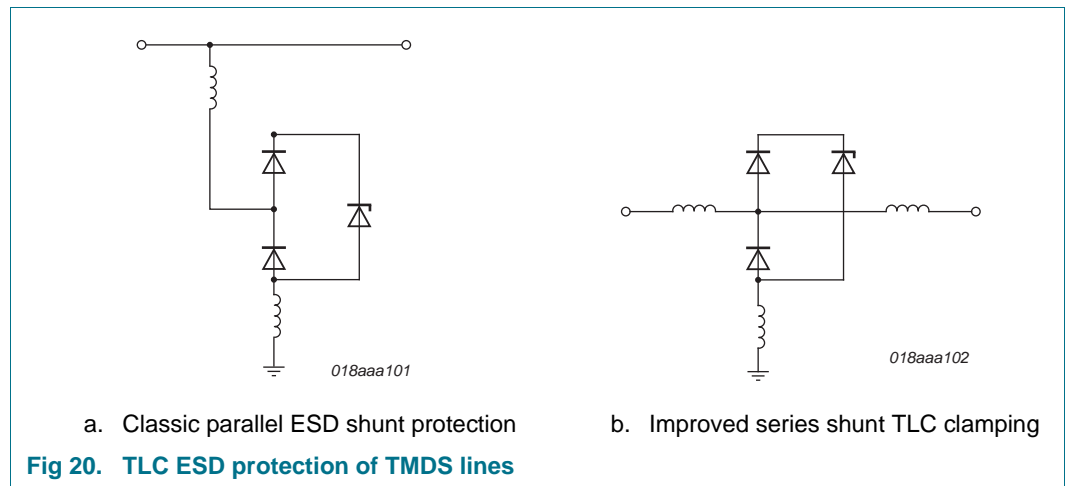 018aaa101
018aaa102
a. Classic parallel ESD shunt protection
b. Improved series shunt TLC clamping
Fig 20. TLC ESD protection of TMDS lines